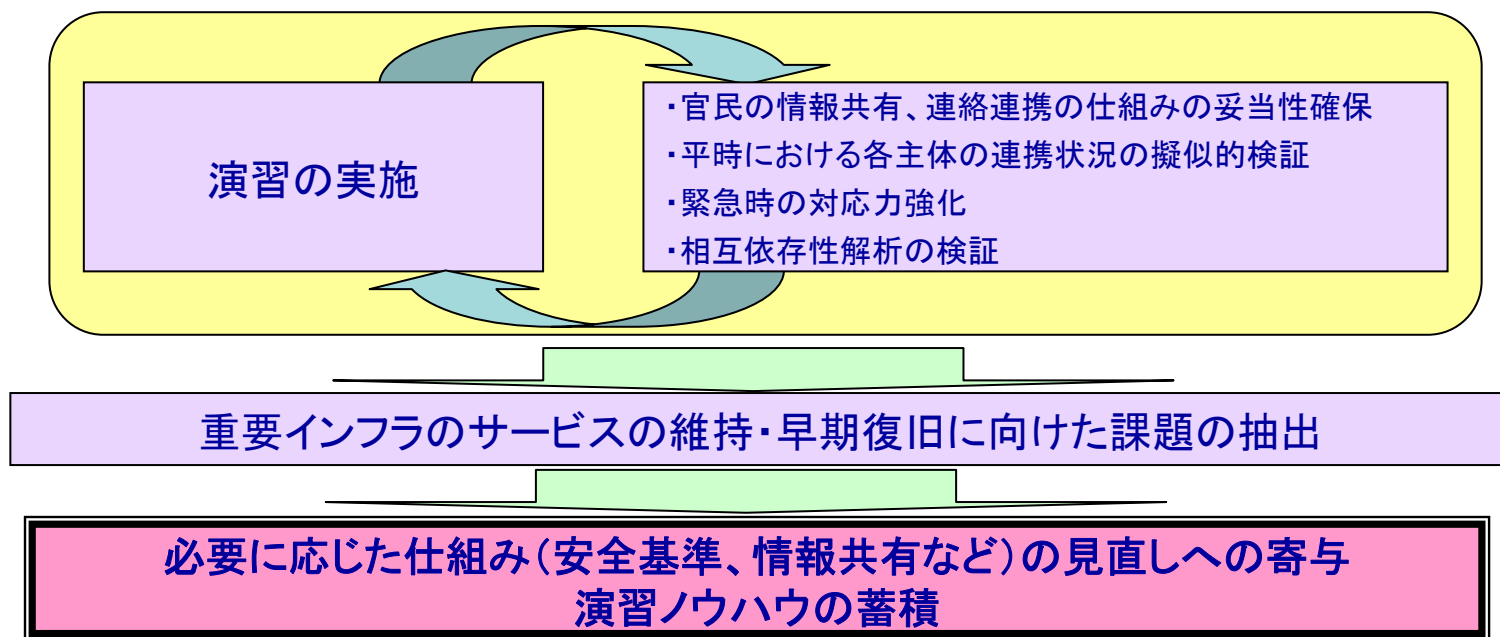 演習の実施
・官民の情報共有、連絡連携の仕組みの妥当性確保
・平時における各主体の連携状況の擬似的検証
・緊急時の対応力強化
・相互依存性解析の検証
重要インフラのサービスの維持・早期復旧に向けた課題の抽出
必要に応じた仕組み(安全基準、情報共有など)の見直しへの寄与
演習ノウハウの蓄積